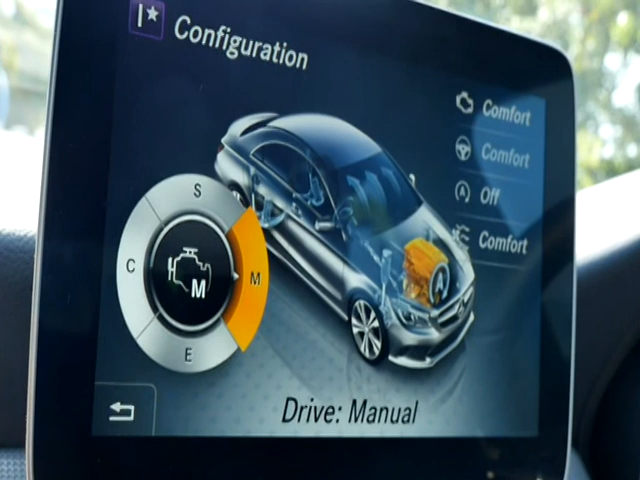 Configuration
Comfort
Comfort
Off
Comfort
S
C
M
M
E
A
Drive: Manual